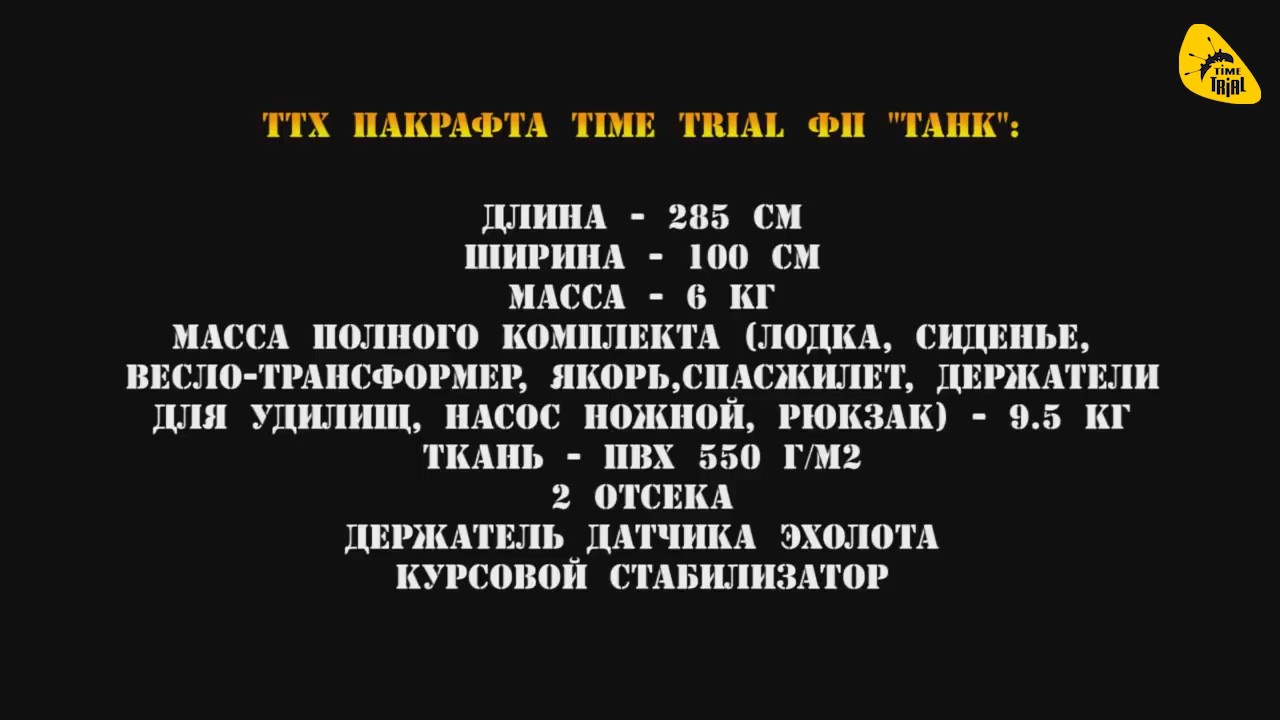 TIME
TRIAL
ТТХ ПАКРАФТА TIME TRIAL ФП "ТАНК":
ДЛИНА - 285 СМ
ШИРИНА - 100 СМ
МАССА - 6 КГ
МАССА ПОЛНОГО КОМПЛЕКТА (ЛОДКА, СИДЕНЬЕ,
ВЕСЛО-ТРАНСФОРМЕР, ЯКОРЬ,СПАСЖИЛЕТ, ДЕРЖАТЕЛИ
ДЛЯ УДИЛИЩ, НАСОС НОЖНОЙ, РЮКЗАК) - 9.5 КГ
ТКАНЬ - ПВХ 550 Г/М2
2 ОТСЕКА
ДЕРЖАТЕЛЬ ДАТЧИКА ЭХОЛОТА
КУРСОВОЙ СТАБИЛИЗАТОР